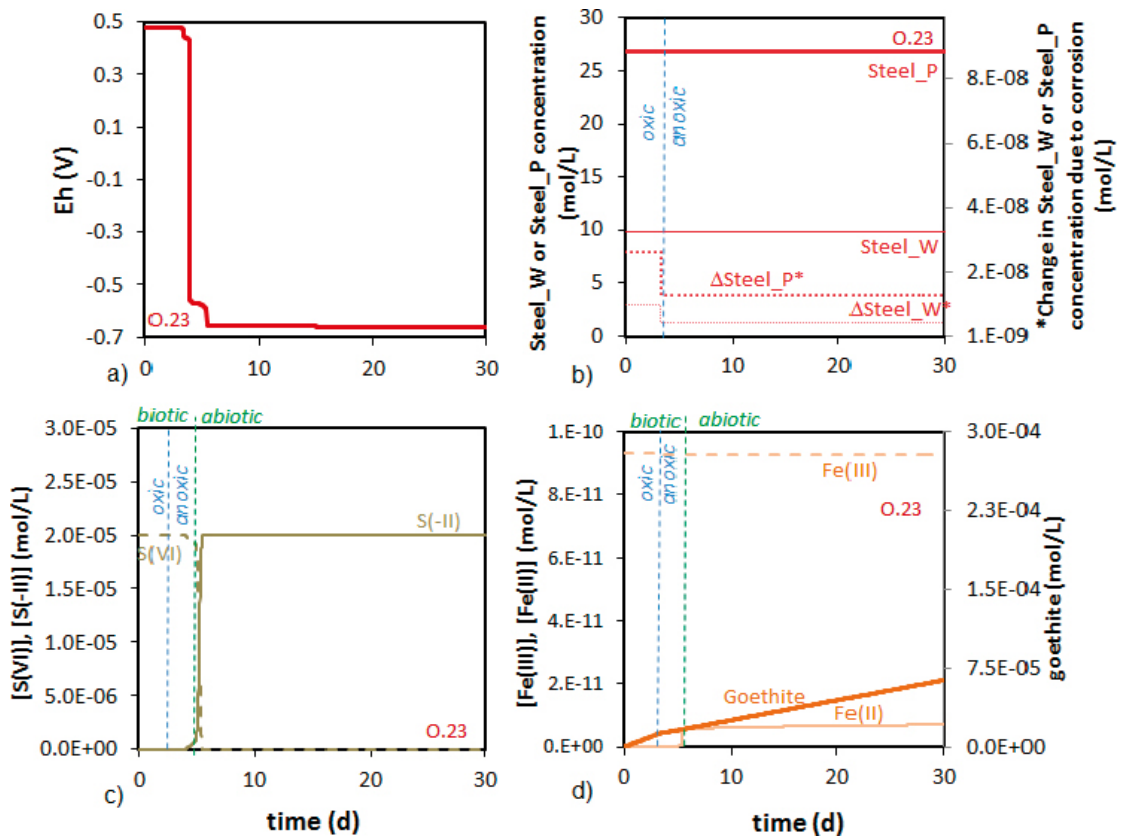 0.5
0.3
0.1
-0.1
-0.3
-0.5
-0.7
Eh (V)
O.23
0
10
20
30
a)
30
25
20
15
10
5
0
Steel_W or Steel_P concentration
(mol/L)
oxic
anoxic
O.23
Steel_P
Steel_W
ΔSteel_P*
ΔSteel_W*
8.E-08
6.E-08
4.E-08
2.E-08
1.E-09
*Change in Steel_W or Steel_P
concentration due to corrosion
(mol/L)
0
10
20
30
b)
biotic
abiotic
3.0E-05
2.5E-05
2.0E-05
1.5E-05
1.0E-05
5.0E-06
0.0E+00
[S(VI)], [S(-II)] (mol/L)
oxic
anoxic
S(VI)
S(-II)
O.23
0
10
20
30
c)
time (d)
biotic
abiotic
1.E-10
8.E-11
6.E-11
4.E-11
2.E-11
0.E+00
[Fe(III)], [Fe(II)] (mol/L)
oxic
anoxic
Fe(III)
O.23
Goethite
Fe(II)
3.0E-04
2.3E-04
1.5E-04
7.5E-05
0.0E+00
goethite (mol/L)
0
10
20
30
d)
time (d)